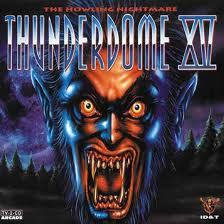 THE HOWLING NIGHTMARE
THUNDERDOME XV
ARCADE
ID&T